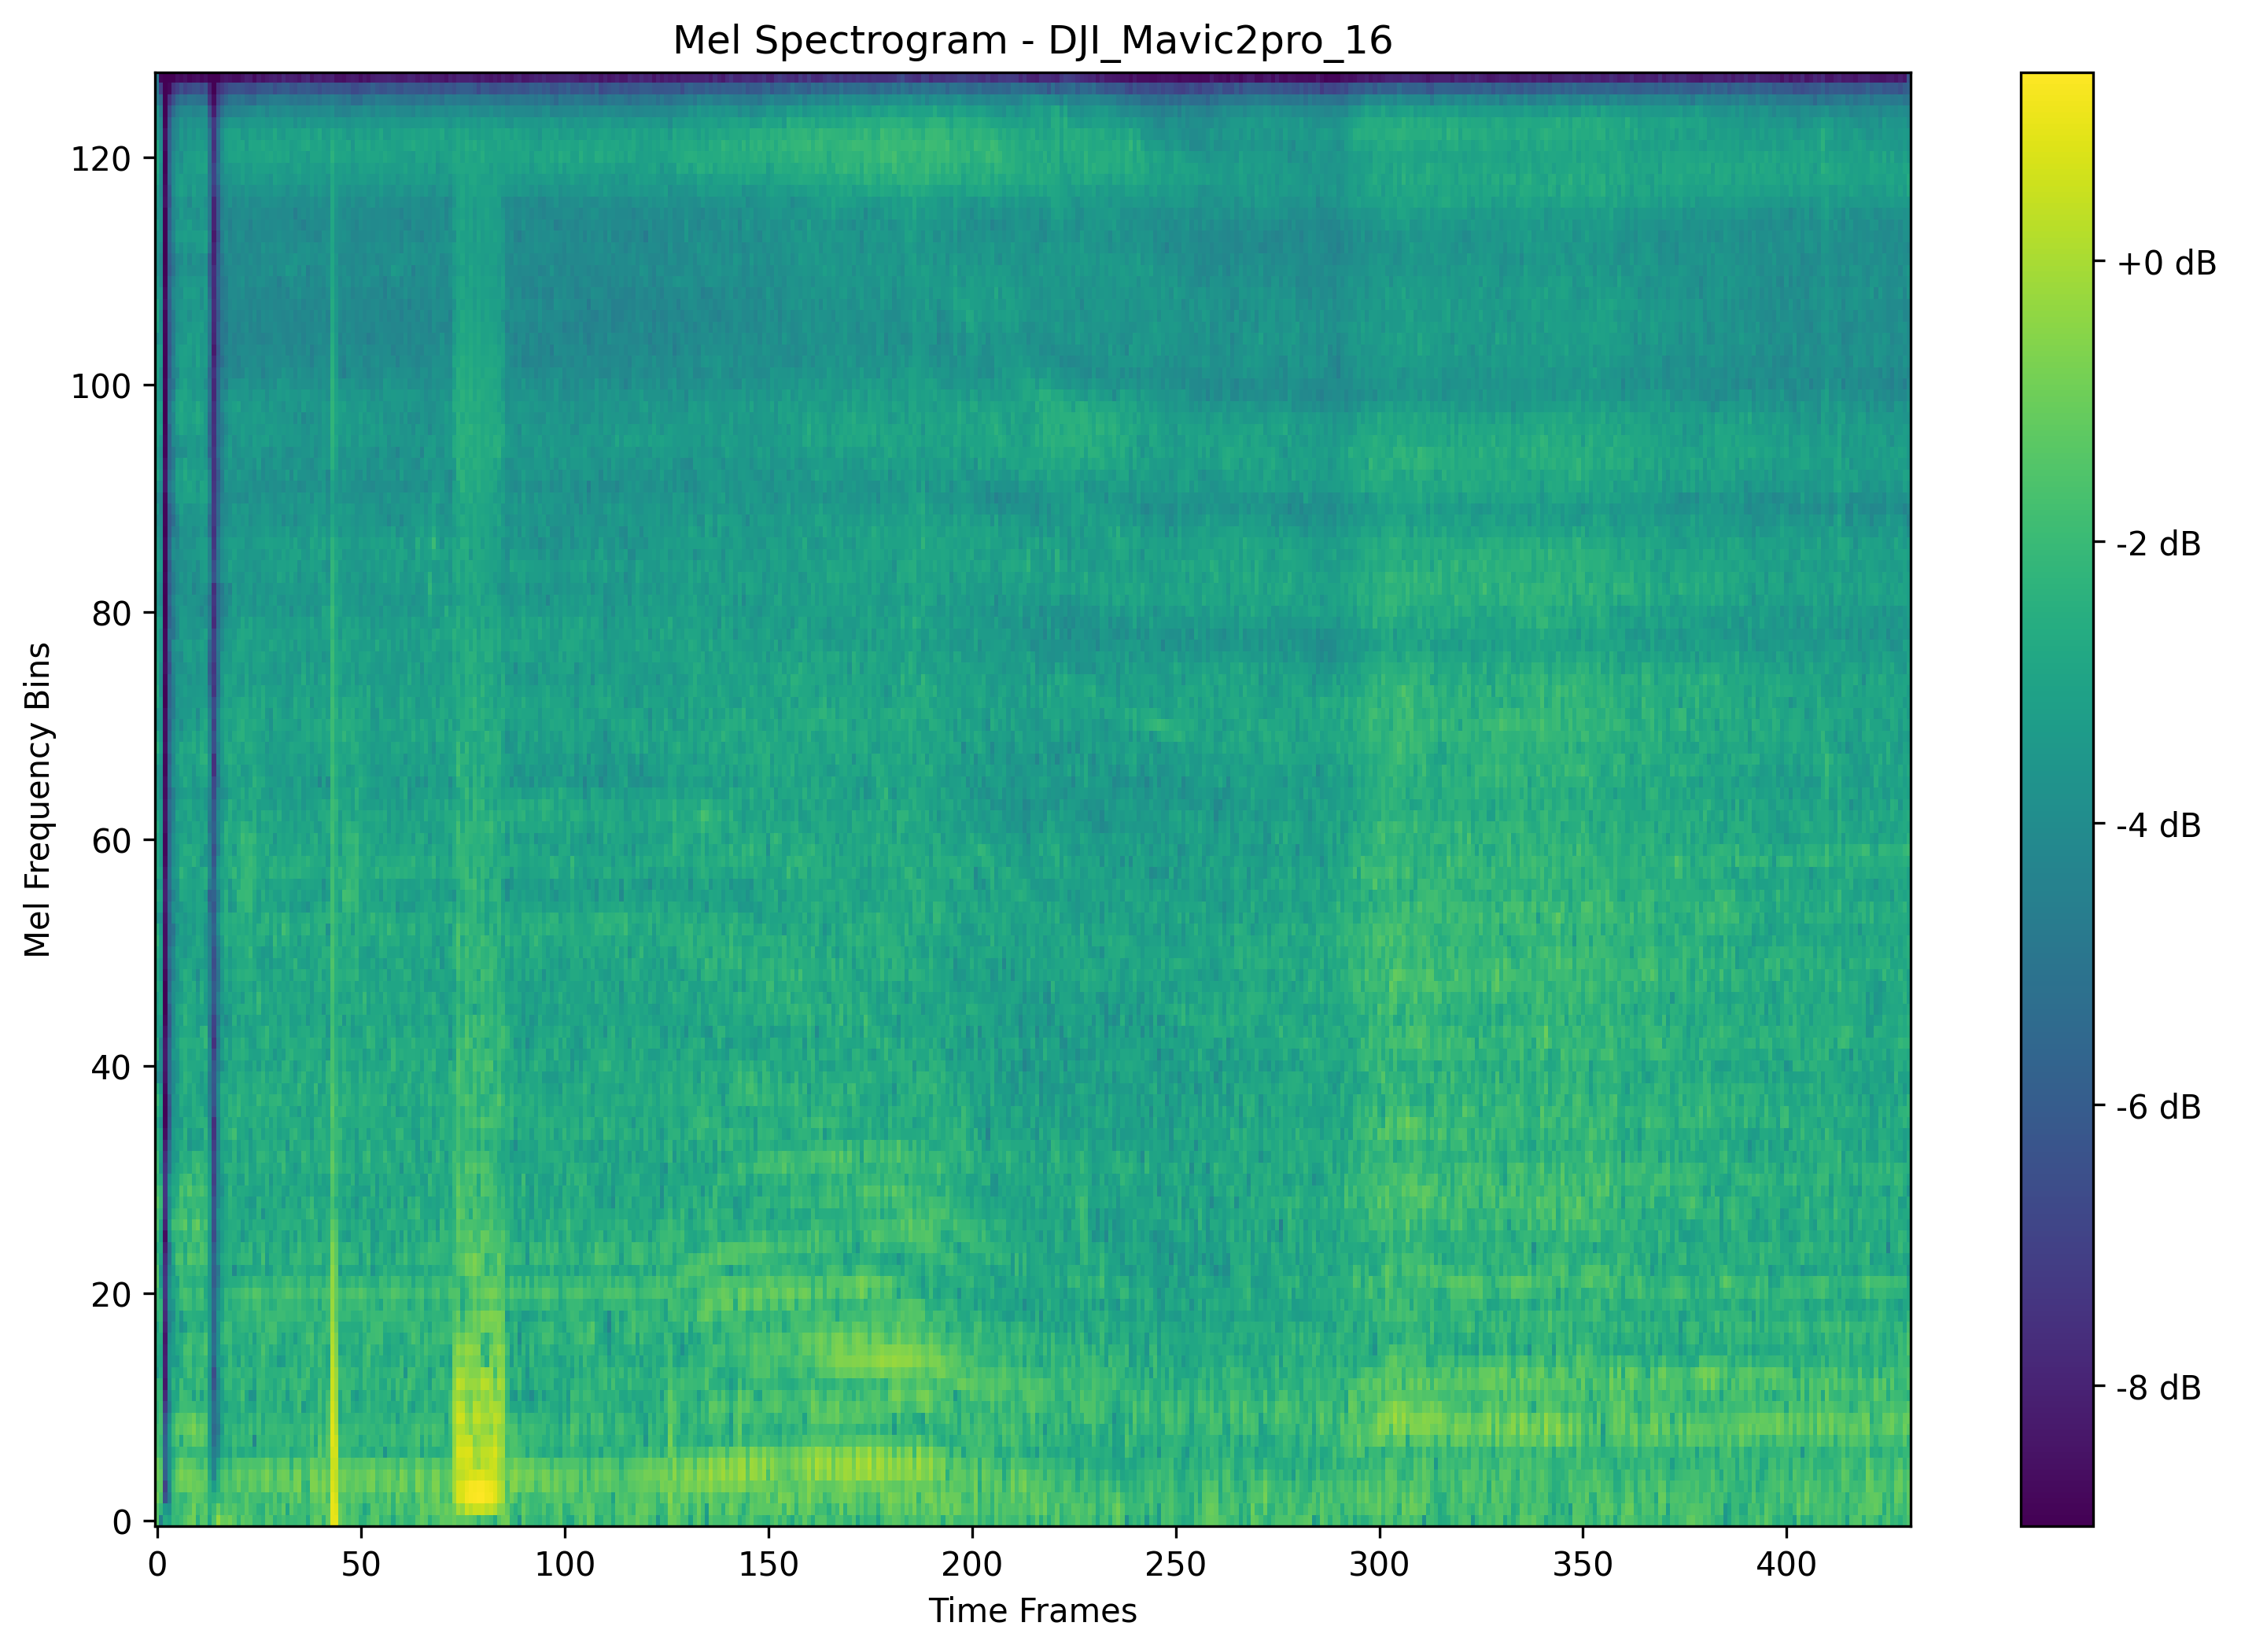 Mel Spectrogram - DJI_Mavic2pro_16
Mel Frequency Bins
120
100
80
60
40
20
0
0 50 100 150 200 250 300 350 400
Time Frames
+0 dB
-2 dB
-4 dB
-6 dB
-8 dB